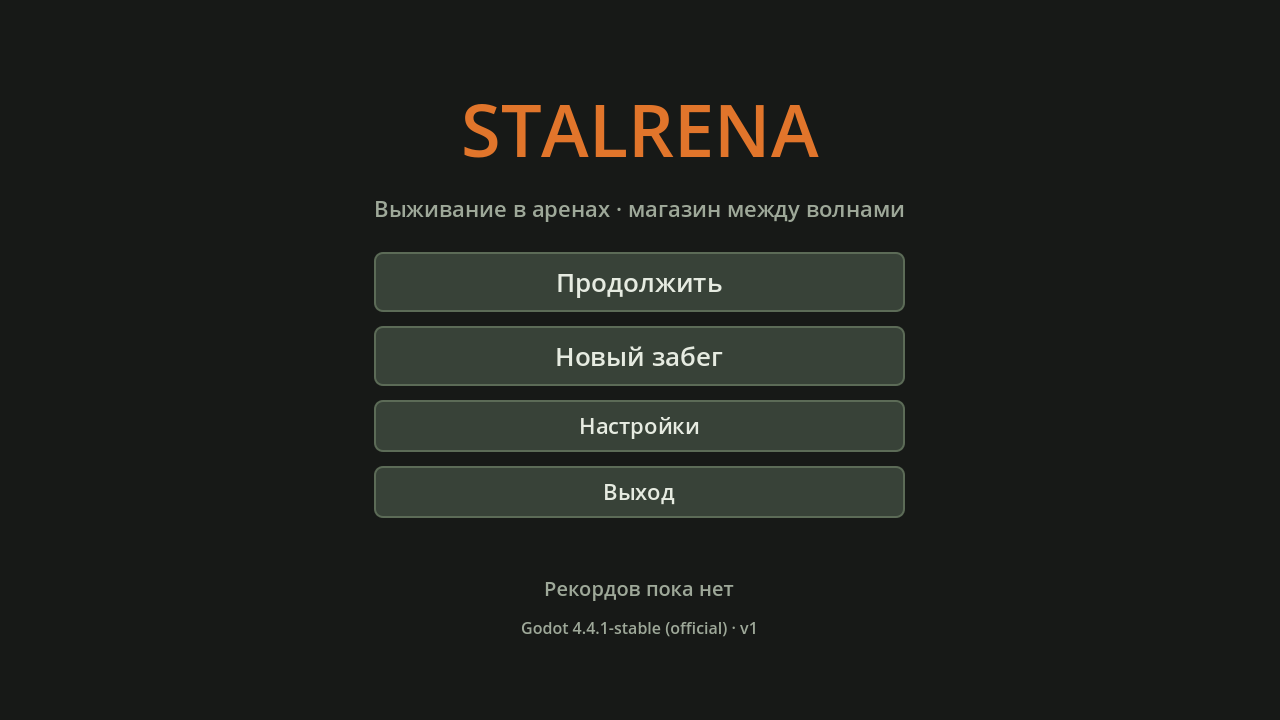 STALRENA
Выживание в аренах · магазин между волнами
Продолжить
Новый забег
Настройки
Выход
Рекордов пока нет
Godot 4.4.1-stable (official) · v1